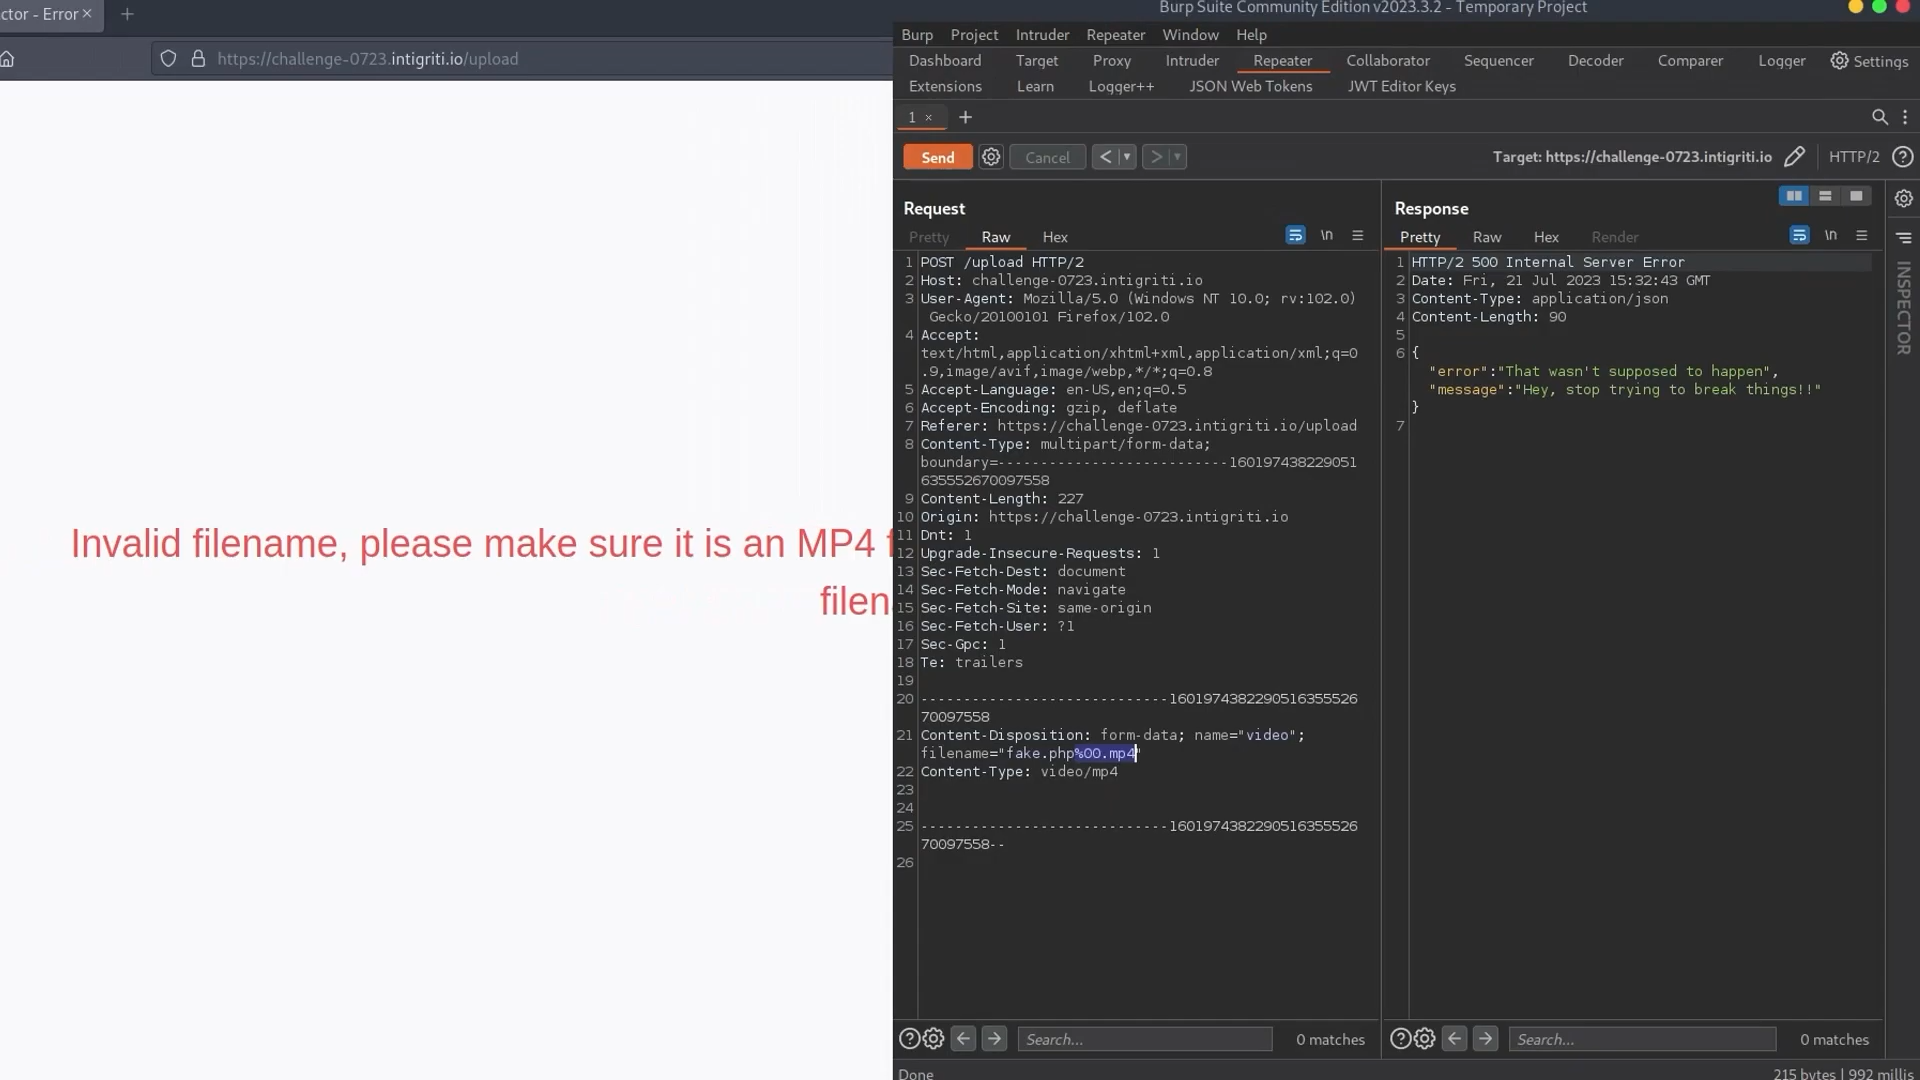 ctor - Error ×
+
https://challenge-0723.intigriti.io/upload
Invalid filename, please make sure it is an MP4 f
filen
Burp Suite Community Edition v2023.3.2 - Temporary Project
Burp Project Intruder Repeater Window Help
Dashboard Target Proxy Intruder Repeater Collaborator Sequencer Decoder Comparer Logger Settings
Extensions Learn Logger++ JSON Web Tokens JWT Editor Keys
1 × +
Send Cancel < > Target: https://challenge-0723.intigriti.io HTTP/2 ?
Request
Pretty Raw Hex \n
1 POST /upload HTTP/2
2 Host: challenge-0723.intigriti.io
3 User-Agent: Mozilla/5.0 (Windows NT 10.0; rv:102.0)
Gecko/20100101 Firefox/102.0
4 Accept:
text/html,application/xhtml+xml,application/xml;q=0
.9,image/avif,image/webp,*/*;q=0.8
5 Accept-Language: en-US,en;q=0.5
6 Accept-Encoding: gzip, deflate
7 Referer: https://challenge-0723.intigriti.io/upload
8 Content-Type: multipart/form-data;
boundary=---------------------------160197438229051
635552670097558
9 Content-Length: 227
10 Origin: https://challenge-0723.intigriti.io
11 Dnt: 1
12 Upgrade-Insecure-Requests: 1
13 Sec-Fetch-Dest: document
14 Sec-Fetch-Mode: navigate
15 Sec-Fetch-Site: same-origin
16 Sec-Fetch-User: ?1
17 Sec-Gpc: 1
18 Te: trailers
19
20 -----------------------------1601974382290516355526
70097558
21 Content-Disposition: form-data; name="video";
filename="fake.php%00.mp4"
22 Content-Type: video/mp4
23
24
25 -----------------------------1601974382290516355526
70097558--
26
? Search... 0 matches
Response
Pretty Raw Hex Render \n
1 HTTP/2 500 Internal Server Error
2 Date: Fri, 21 Jul 2023 15:32:43 GMT
3 Content-Type: application/json
4 Content-Length: 90
5
6 {
"error":"That wasn't supposed to happen",
"message":"Hey, stop trying to break things!!"
}
7
? Search... 0 matches
INSPECTOR
Done
215 bytes | 992 millis